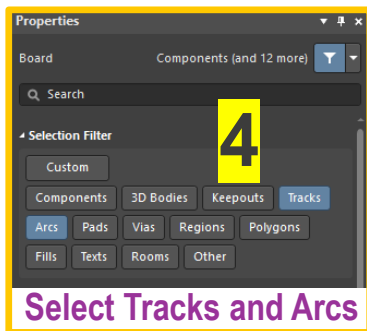 Properties
Board Components (and 12 more)
Search
Selection Filter
4
Custom
Components 3D Bodies Keepouts Tracks
Arcs Pads Vias Regions Polygons
Fills Texts Rooms Other
Select Tracks and Arcs